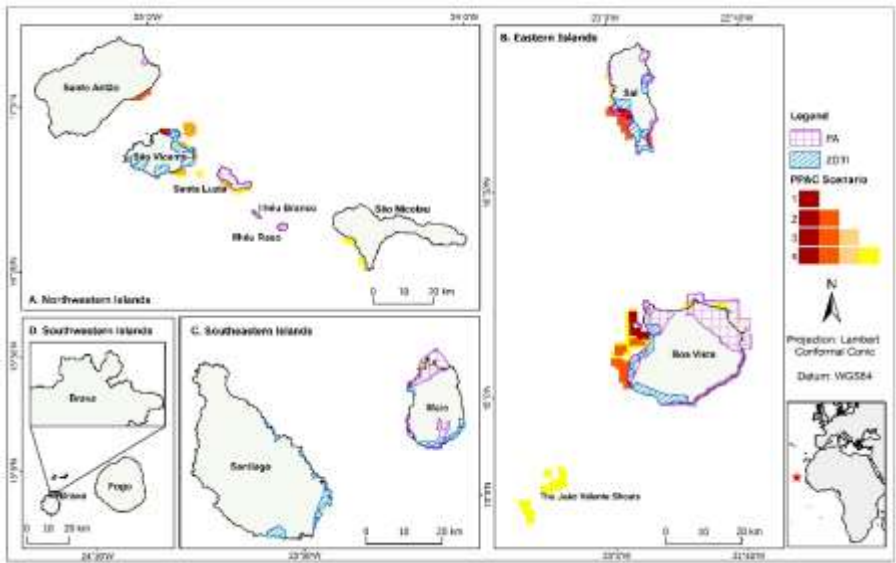 Santo Antão
São Vicente
Santa Luzia
Ilhéu Branco
Ilhéu Raso
São Nicolau
0 10 20 km
A. Northwestern Islands
B. Eastern Islands
Sal
Boa Vista
The João Valente Shoals
0 10 20 km
C. Southeastern Islands
Maio
Santiago
0 10 20 km
D. Southwestern Islands
Brava
Fogo
Brava
0 10 20 km
Legend
PA
ZDTI
PPAC Scenario
1
2
3
4
N
Projection: Lambert
Conformal Conic
Datum: WGS84